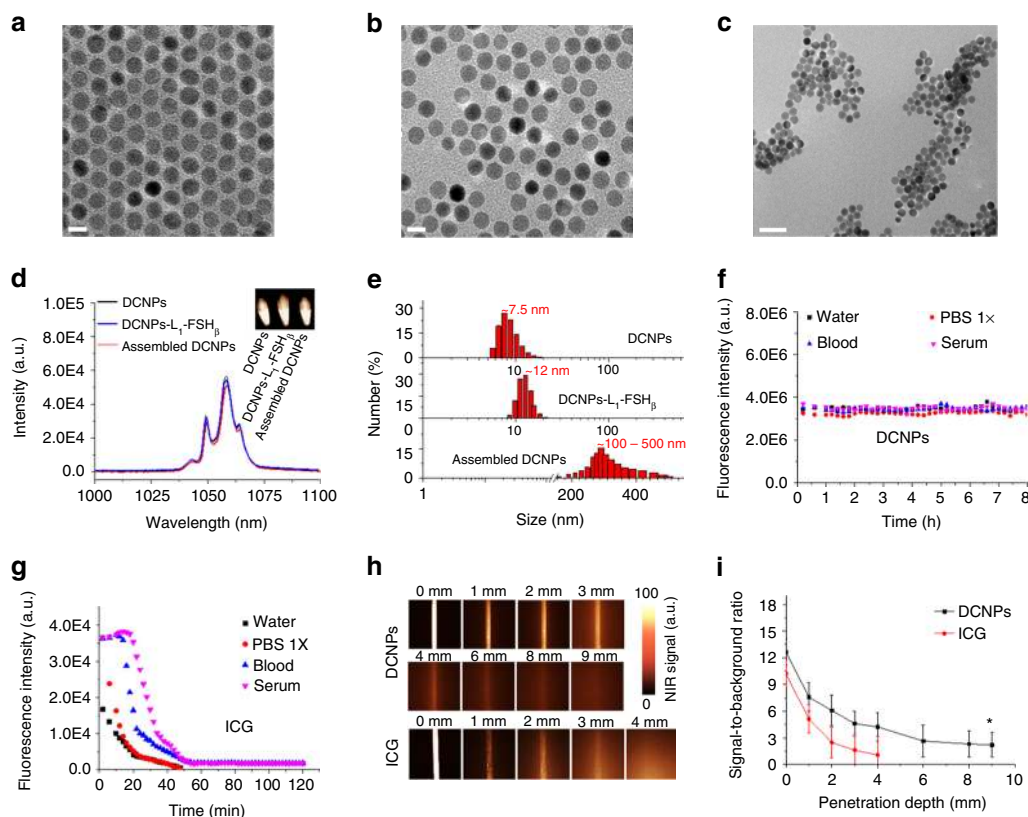 a
b
c
d
1.0E5
8.0E4
6.0E4
4.0E4
2.0E4
0.0
Intensity (a.u.)
DCNPs
DCNPs-L1-FSHβ
Assembled DCNPs
DCNPs
DCNPs-L1-FSHβ
Assembled DCNPs
1000 1025 1050 1075 1100
Wavelength (nm)
e
30
15
0
~7.5 nm
DCNPs
10 100
30
15
0
~12 nm
DCNPs-L1-FSHβ
10 100
15
0
~100 – 500 nm
Assembled DCNPs
1 200 400
Number (%)
Size (nm)
f
8.0E6
6.0E6
4.0E6
2.0E6
0.0
Fluorescence intensity (a.u.)
Water PBS 1×
Blood Serum
DCNPs
0 1 2 3 4 5 6 7 8
Time (h)
g
4.0E4
3.0E4
2.0E4
1.0E4
0.0
Fluorescence intensity (a.u.)
Water
PBS 1X
Blood
Serum
ICG
0 20 40 60 80 100 120
Time (min)
h
0 mm 1 mm 2 mm 3 mm
DCNPs
4 mm 6 mm 8 mm 9 mm
0 mm 1 mm 2 mm 3 mm 4 mm
ICG
100
NIR signal (a.u.)
0
i
18
15
12
9
6
3
0
Signal-to-background ratio
DCNPs
ICG
*
0 2 4 6 8 10
Penetration depth (mm)